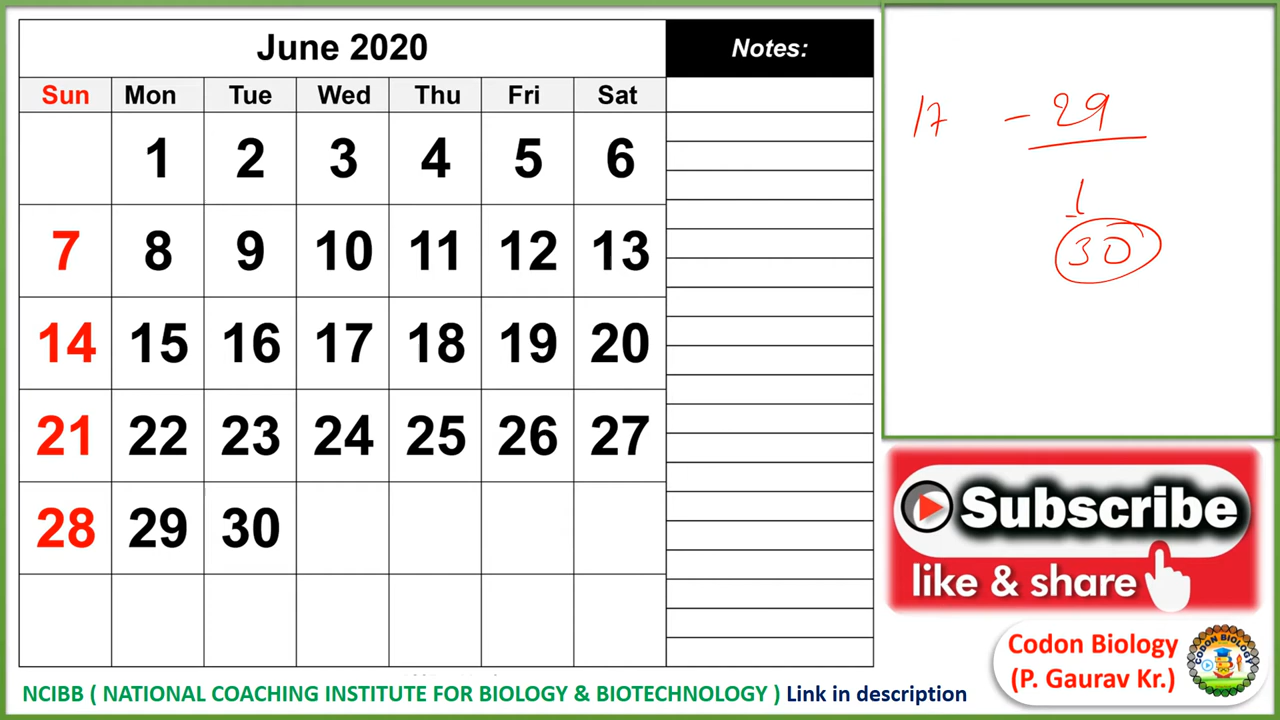 June 2020
Notes:
Sun Mon Tue Wed Thu Fri Sat
1 2 3 4 5 6
7 8 9 10 11 12 13
14 15 16 17 18 19 20
21 22 23 24 25 26 27
28 29 30
17 - 29
1
30
Subscribe
like & share
Codon Biology
(P. Gaurav Kr.)
CODON BIOLOGY
NCIBB ( NATIONAL COACHING INSTITUTE FOR BIOLOGY & BIOTECHNOLOGY ) Link in description